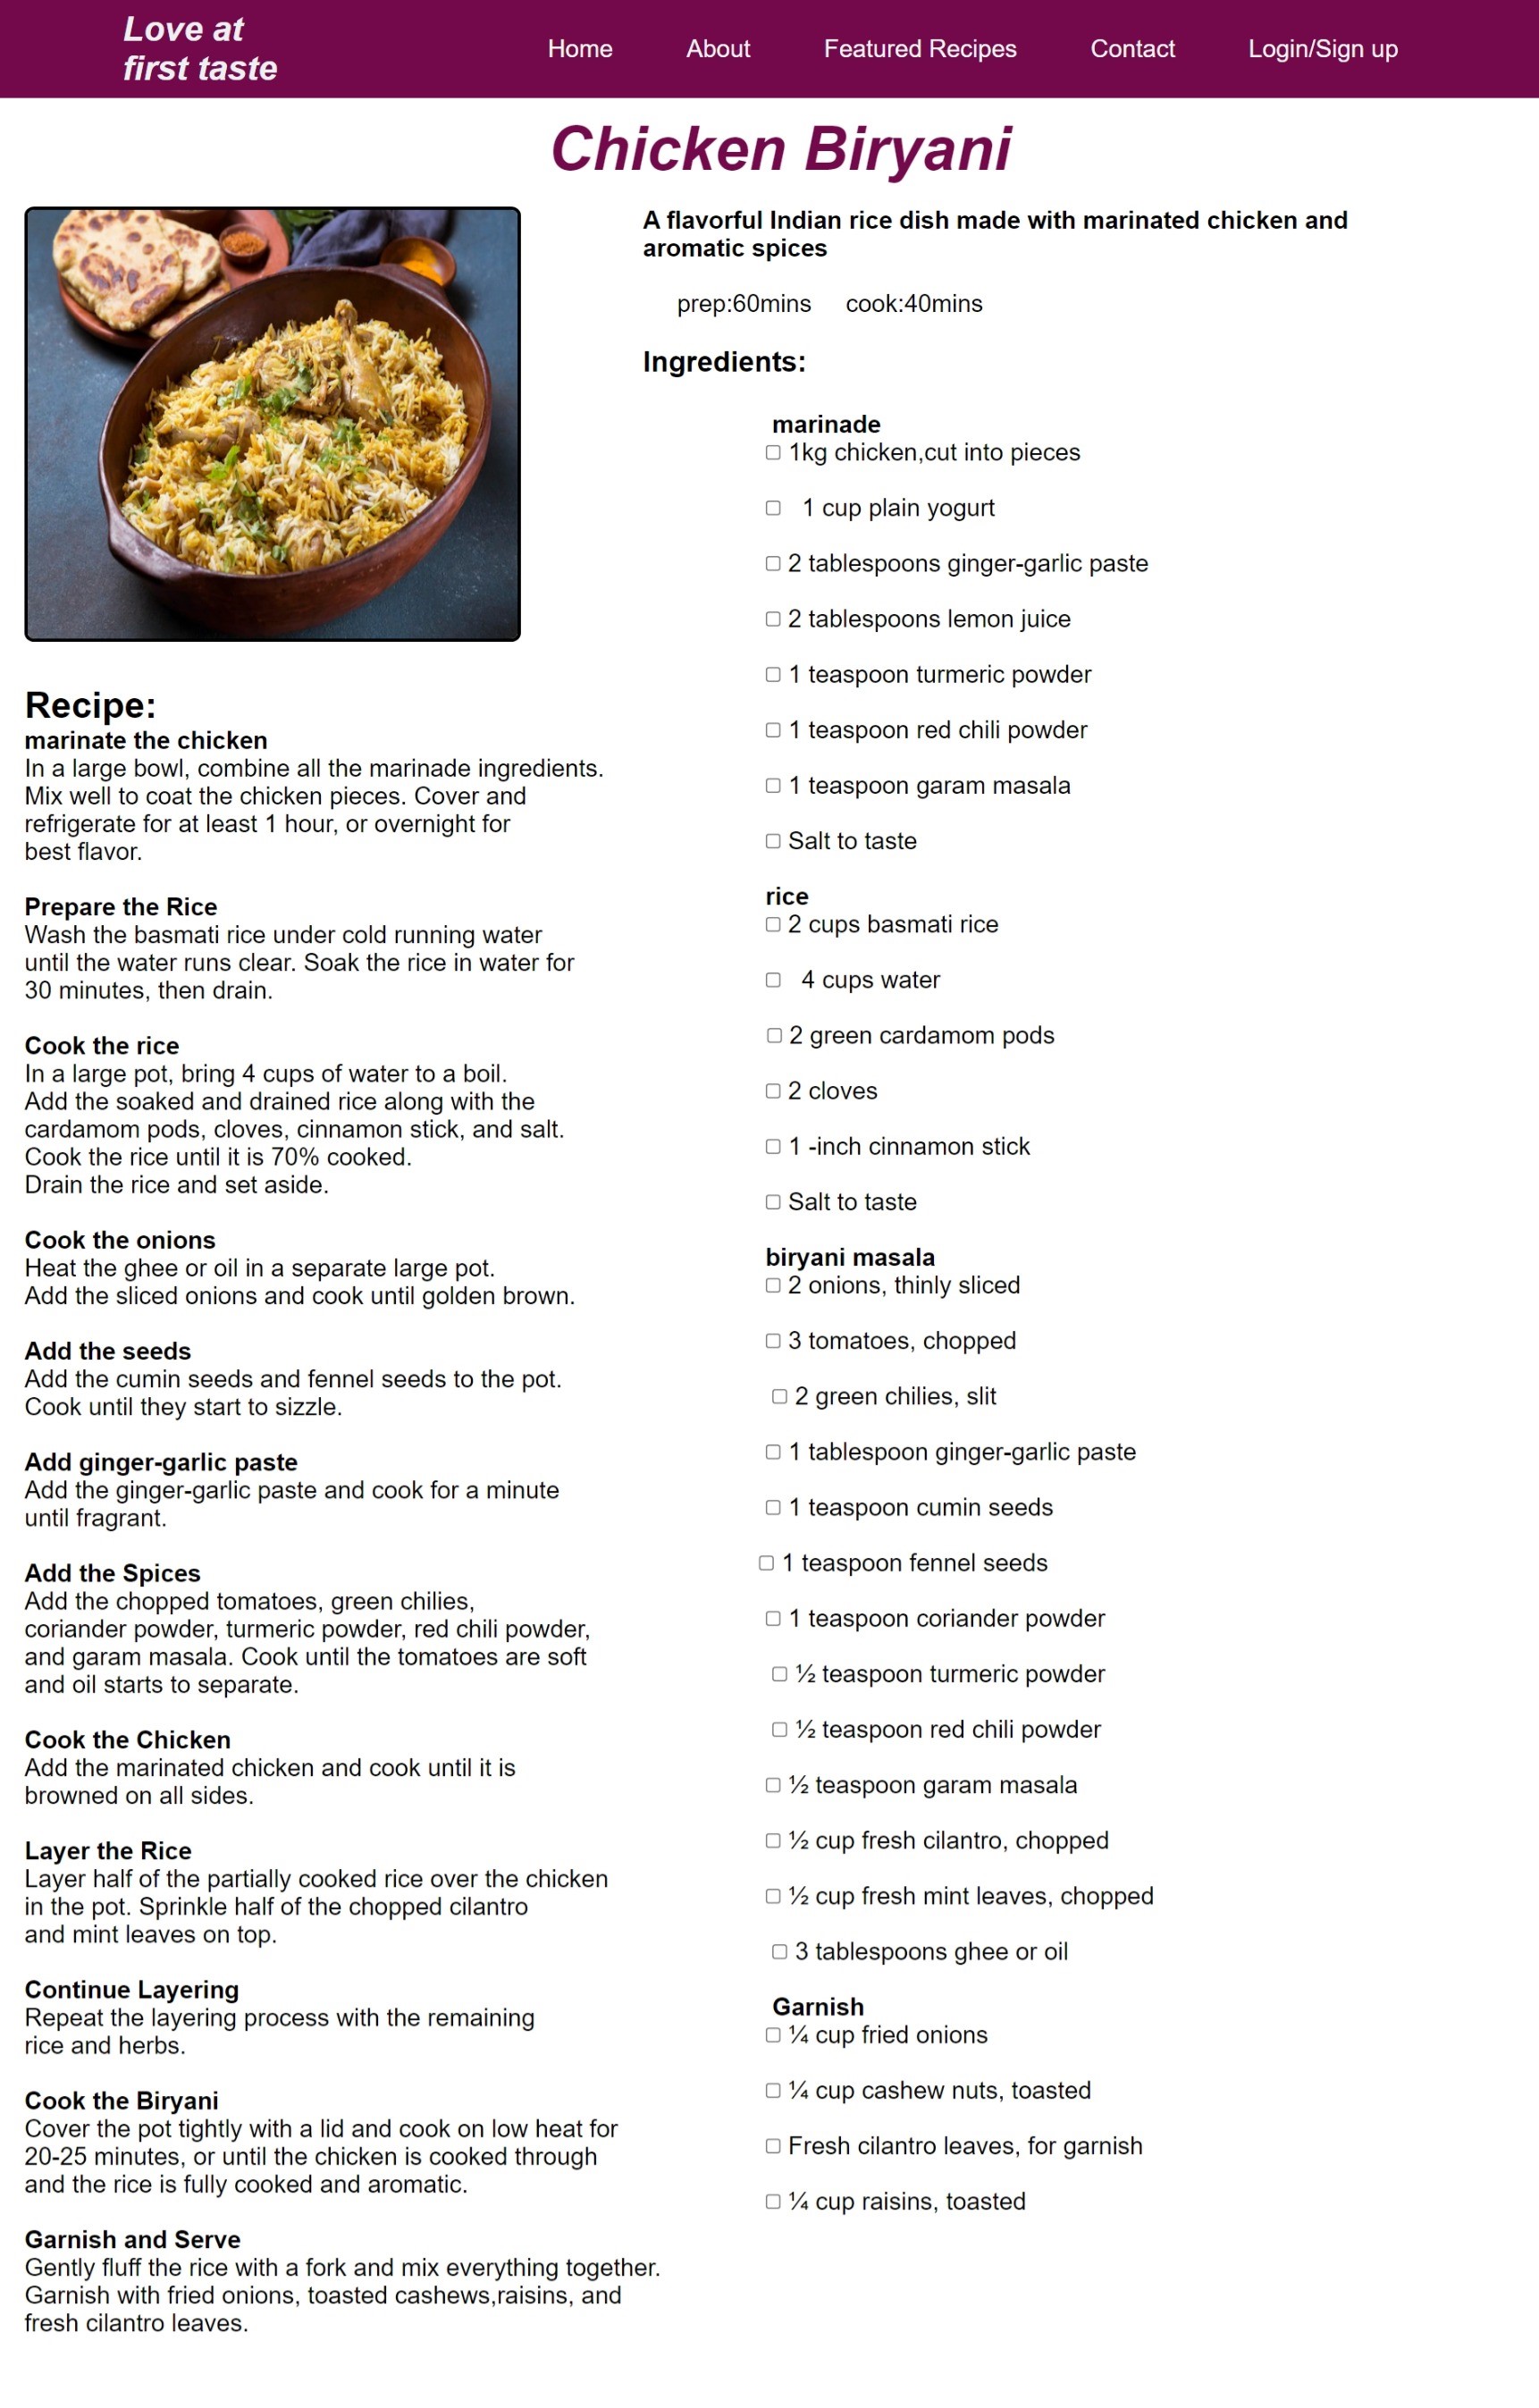 Love at
first taste
Home About Featured Recipes Contact Login/Sign up
Chicken Biryani
A flavorful Indian rice dish made with marinated chicken and
aromatic spices
prep:60mins cook:40mins
Ingredients:
marinade
1kg chicken,cut into pieces
1 cup plain yogurt
2 tablespoons ginger-garlic paste
2 tablespoons lemon juice
1 teaspoon turmeric powder
1 teaspoon red chili powder
1 teaspoon garam masala
Salt to taste
rice
2 cups basmati rice
4 cups water
2 green cardamom pods
2 cloves
1 -inch cinnamon stick
Salt to taste
biryani masala
2 onions, thinly sliced
3 tomatoes, chopped
2 green chilies, slit
1 tablespoon ginger-garlic paste
1 teaspoon cumin seeds
1 teaspoon fennel seeds
1 teaspoon coriander powder
½ teaspoon turmeric powder
½ teaspoon red chili powder
½ teaspoon garam masala
½ cup fresh cilantro, chopped
½ cup fresh mint leaves, chopped
3 tablespoons ghee or oil
Garnish
¼ cup fried onions
¼ cup cashew nuts, toasted
Fresh cilantro leaves, for garnish
¼ cup raisins, toasted
Recipe:
marinate the chicken
In a large bowl, combine all the marinade ingredients.
Mix well to coat the chicken pieces. Cover and
refrigerate for at least 1 hour, or overnight for
best flavor.
Prepare the Rice
Wash the basmati rice under cold running water
until the water runs clear. Soak the rice in water for
30 minutes, then drain.
Cook the rice
In a large pot, bring 4 cups of water to a boil.
Add the soaked and drained rice along with the
cardamom pods, cloves, cinnamon stick, and salt.
Cook the rice until it is 70% cooked.
Drain the rice and set aside.
Cook the onions
Heat the ghee or oil in a separate large pot.
Add the sliced onions and cook until golden brown.
Add the seeds
Add the cumin seeds and fennel seeds to the pot.
Cook until they start to sizzle.
Add ginger-garlic paste
Add the ginger-garlic paste and cook for a minute
until fragrant.
Add the Spices
Add the chopped tomatoes, green chilies,
coriander powder, turmeric powder, red chili powder,
and garam masala. Cook until the tomatoes are soft
and oil starts to separate.
Cook the Chicken
Add the marinated chicken and cook until it is
browned on all sides.
Layer the Rice
Layer half of the partially cooked rice over the chicken
in the pot. Sprinkle half of the chopped cilantro
and mint leaves on top.
Continue Layering
Repeat the layering process with the remaining
rice and herbs.
Cook the Biryani
Cover the pot tightly with a lid and cook on low heat for
20-25 minutes, or until the chicken is cooked through
and the rice is fully cooked and aromatic.
Garnish and Serve
Gently fluff the rice with a fork and mix everything together.
Garnish with fried onions, toasted cashews,raisins, and
fresh cilantro leaves.